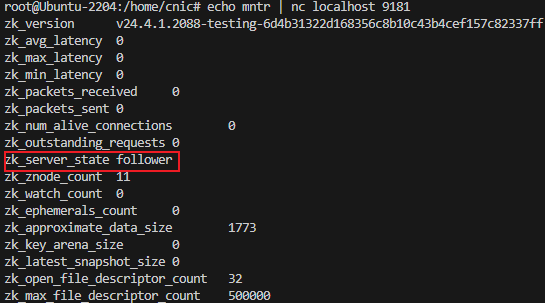 root@Ubuntu-2204:/home/cnic# echo mntr | nc localhost 9181
zk_version v24.4.1.2088-testing-6d4b31322d168356c8b10c43b4cef157c82337ff
zk_avg_latency 0
zk_max_latency 0
zk_min_latency 0
zk_packets_received 0
zk_packets_sent 0
zk_num_alive_connections 0
zk_outstanding_requests 0
zk_server_state follower
zk_znode_count 11
zk_watch_count 0
zk_ephemerals_count 0
zk_approximate_data_size 1773
zk_key_arena_size 0
zk_latest_snapshot_size 0
zk_open_file_descriptor_count 32
zk_max_file_descriptor_count 500000